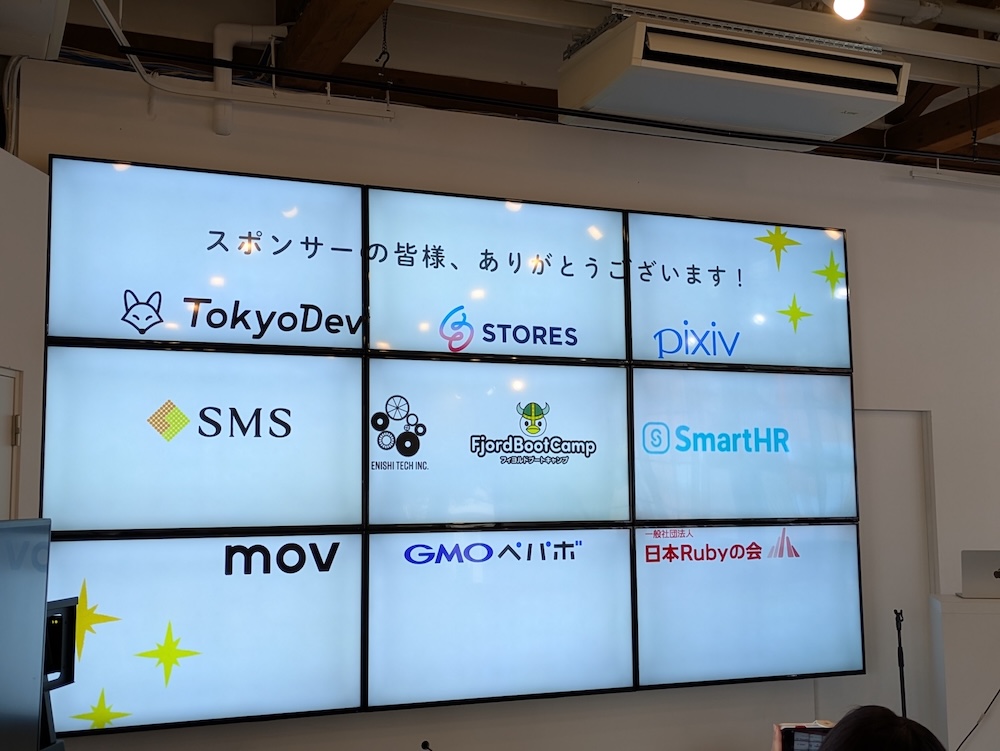 スポンサーの皆様、ありがとうございます！
TokyoDev
STORES
pixiv
SMS
ENISHI TECH INC.
FjordBootCamp
フィヨルドブートキャンプ
SmartHR
mov
GMOペパボ
一般社団法人
日本Rubyの会